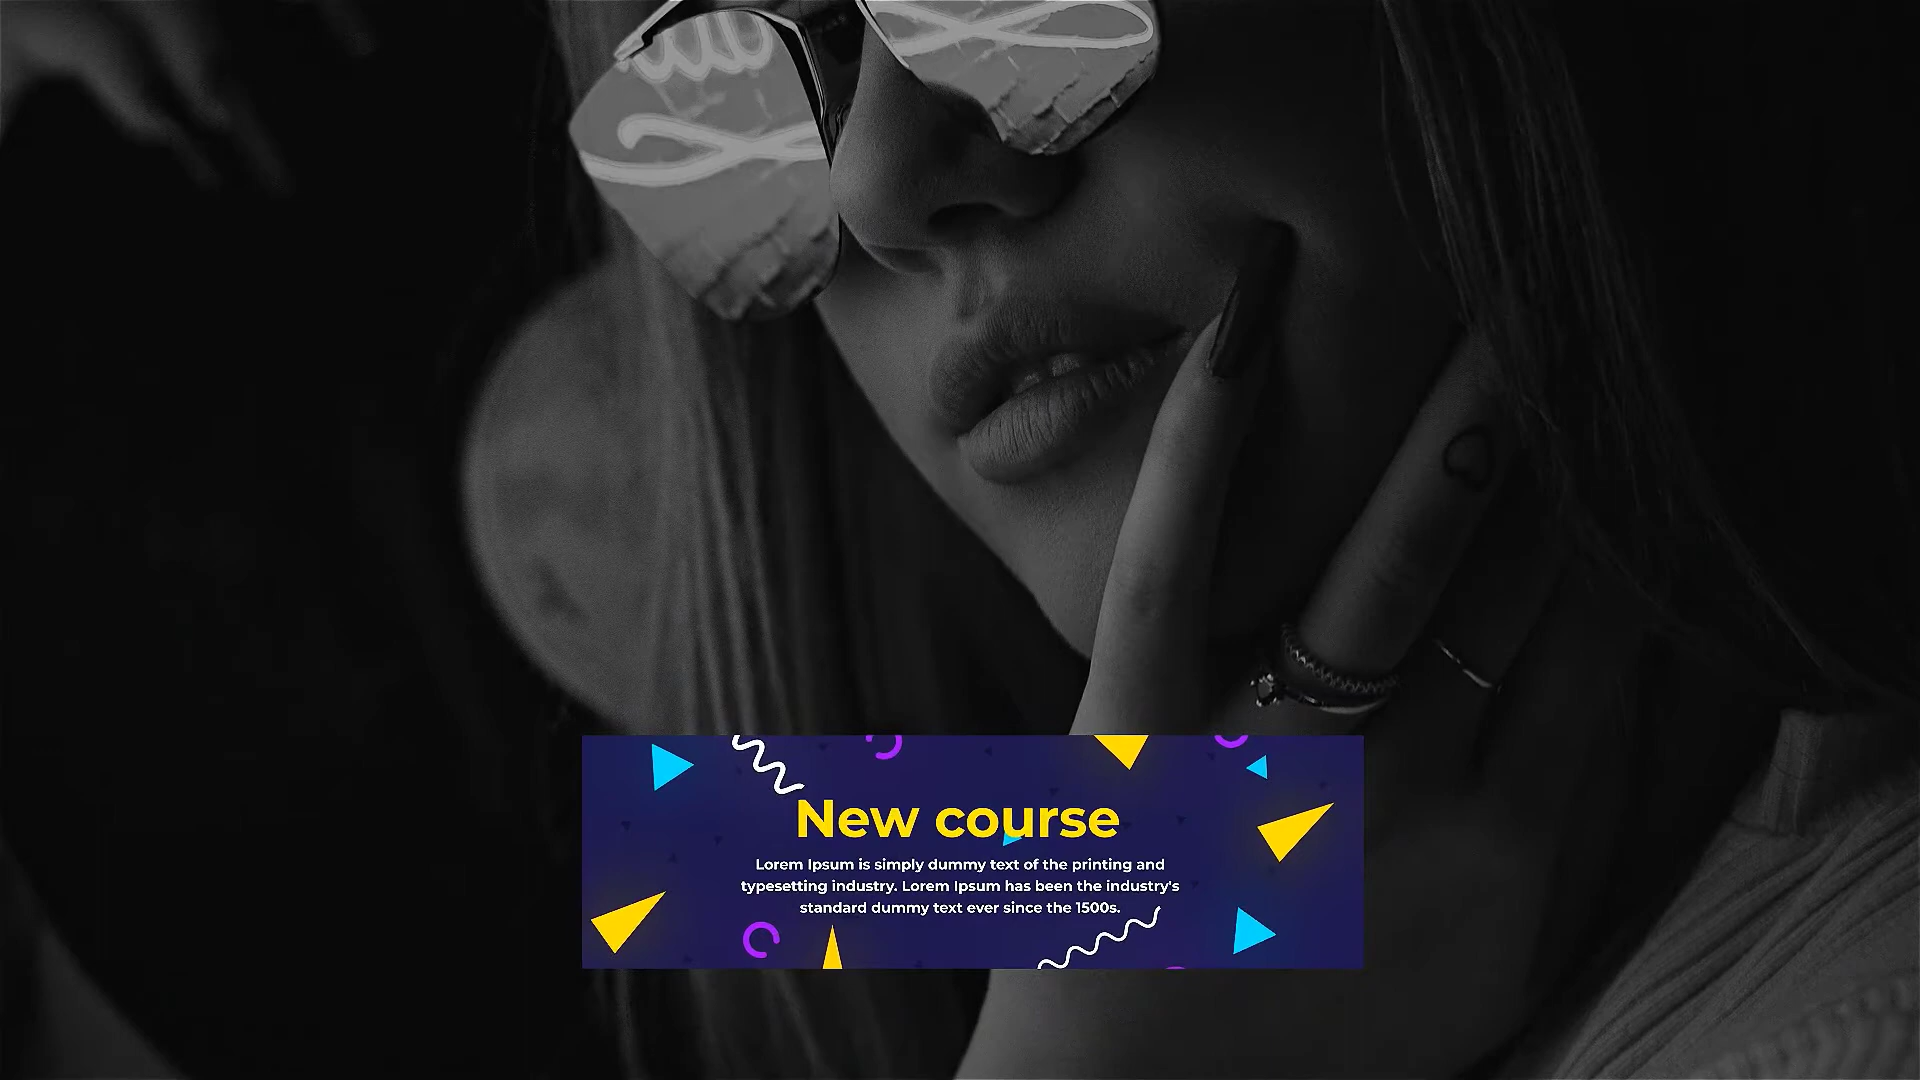 New course
Lorem Ipsum is simply dummy text of the printing and
typesetting industry. Lorem Ipsum has been the industry's
standard dummy text ever since the 1500s.